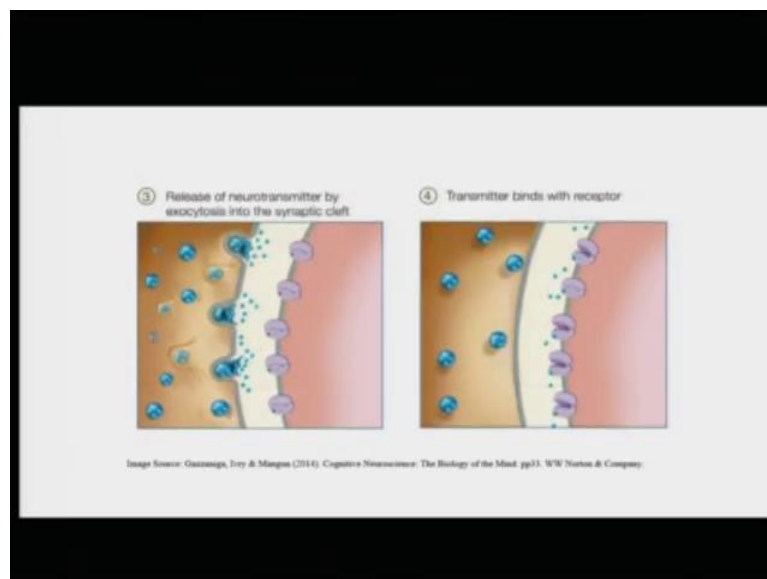 3 Release of neurotransmitter by
exocytosis into the synaptic cleft
4 Transmitter binds with receptor
Image Source: Gazzaniga, Ivry & Mangun (2014). Cognitive Neuroscience: The Biology of the Mind. pp33. WW Norton & Company.